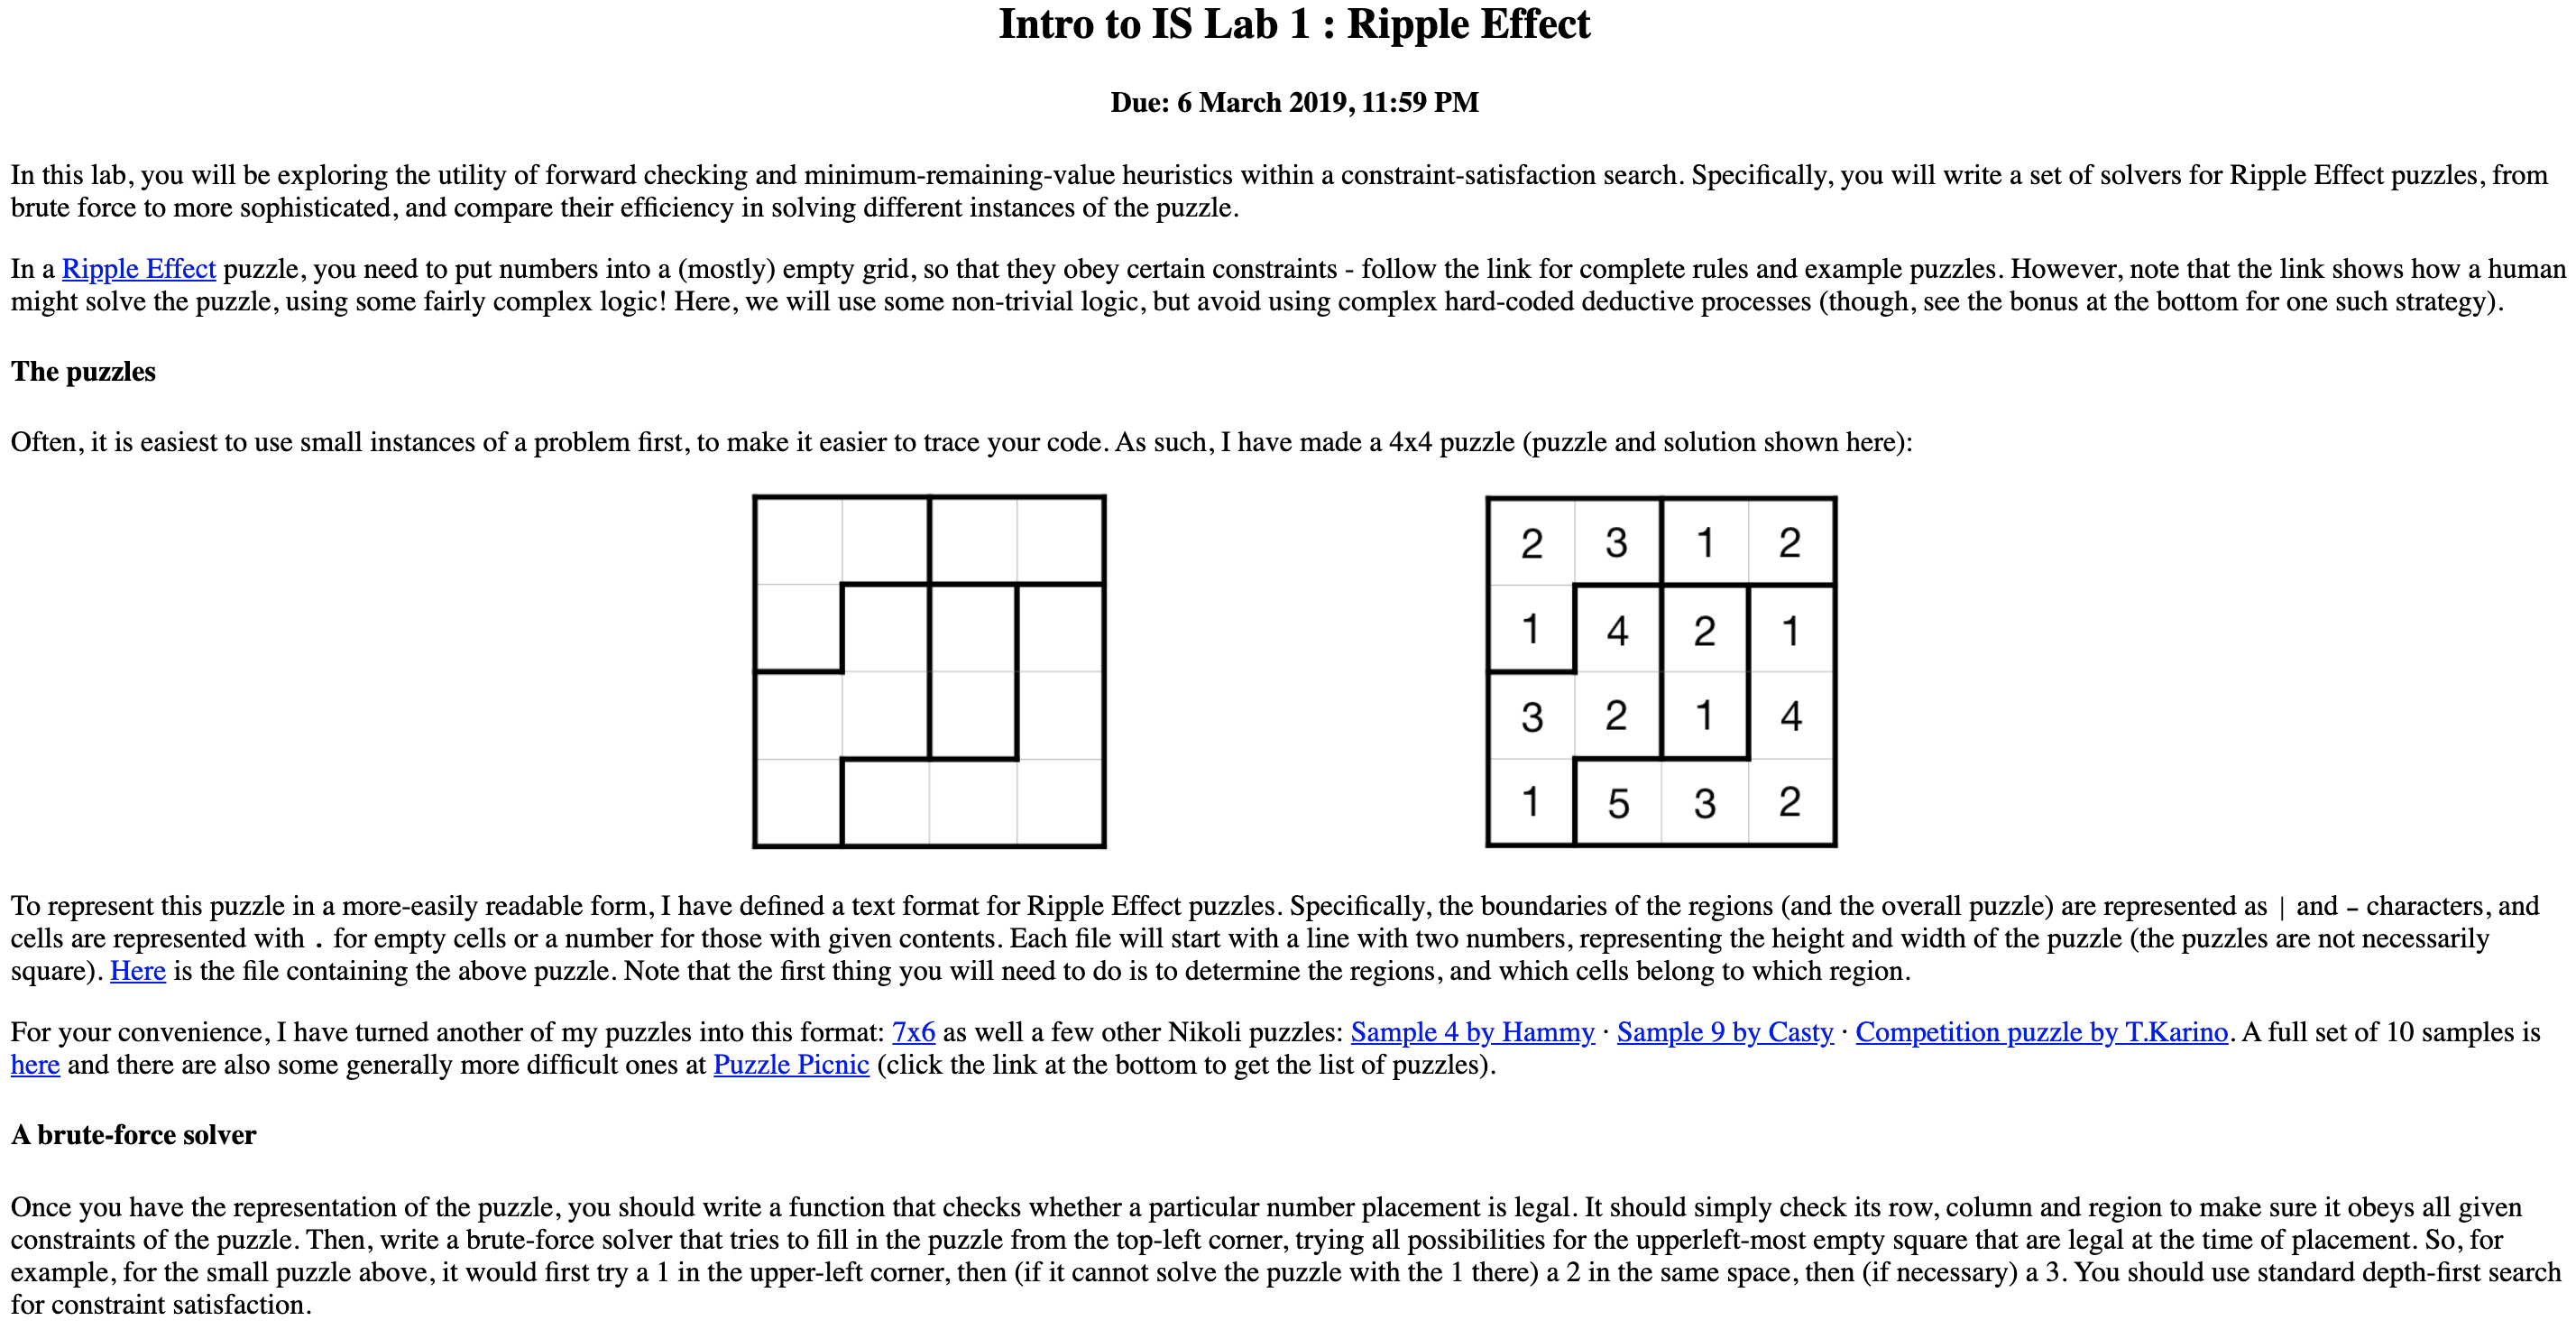 Intro to IS Lab 1 : Ripple Effect
Due: 6 March 2019, 11:59 PM
In this lab, you will be exploring the utility of forward checking and minimum-remaining-value heuristics within a constraint-satisfaction search. Specifically, you will write a set of solvers for Ripple Effect puzzles, from
brute force to more sophisticated, and compare their efficiency in solving different instances of the puzzle.
In a Ripple Effect puzzle, you need to put numbers into a (mostly) empty grid, so that they obey certain constraints - follow the link for complete rules and example puzzles. However, note that the link shows how a human
might solve the puzzle, using some fairly complex logic! Here, we will use some non-trivial logic, but avoid using complex hard-coded deductive processes (though, see the bonus at the bottom for one such strategy).
The puzzles
Often, it is easiest to use small instances of a problem first, to make it easier to trace your code. As such, I have made a 4x4 puzzle (puzzle and solution shown here):
2 3 1 2
1 4 2 1
3 2 1 4
1 5 3 2
To represent this puzzle in a more-easily readable form, I have defined a text format for Ripple Effect puzzles. Specifically, the boundaries of the regions (and the overall puzzle) are represented as | and - characters, and
cells are represented with . for empty cells or a number for those with given contents. Each file will start with a line with two numbers, representing the height and width of the puzzle (the puzzles are not necessarily
square). Here is the file containing the above puzzle. Note that the first thing you will need to do is to determine the regions, and which cells belong to which region.
For your convenience, I have turned another of my puzzles into this format: 7x6 as well a few other Nikoli puzzles: Sample 4 by Hammy · Sample 9 by Casty · Competition puzzle by T.Karino. A full set of 10 samples is
here and there are also some generally more difficult ones at Puzzle Picnic (click the link at the bottom to get the list of puzzles).
A brute-force solver
Once you have the representation of the puzzle, you should write a function that checks whether a particular number placement is legal. It should simply check its row, column and region to make sure it obeys all given
constraints of the puzzle. Then, write a brute-force solver that tries to fill in the puzzle from the top-left corner, trying all possibilities for the upperleft-most empty square that are legal at the time of placement. So, for
example, for the small puzzle above, it would first try a 1 in the upper-left corner, then (if it cannot solve the puzzle with the 1 there) a 2 in the same space, then (if necessary) a 3. You should use standard depth-first search
for constraint satisfaction.